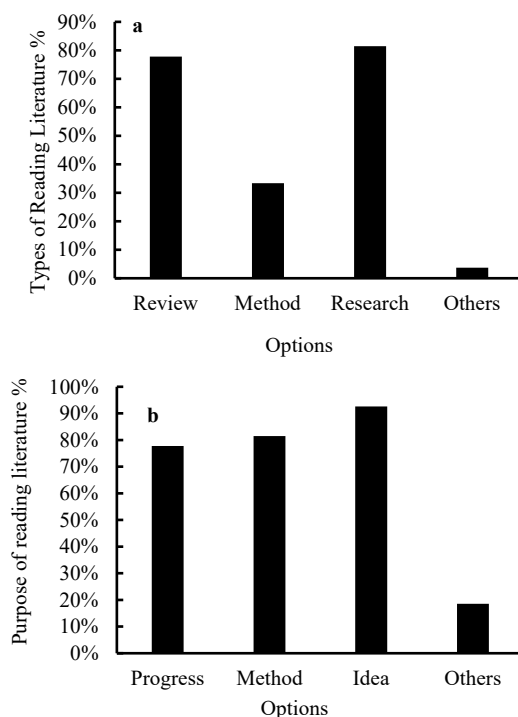 a
Types of Reading Literature %
90%
80%
70%
60%
50%
40%
30%
20%
10%
0%
Review Method Research Others
Options
b
Purpose of reading literature %
100%
90%
80%
70%
60%
50%
40%
30%
20%
10%
0%
Progress Method Idea Others
Options